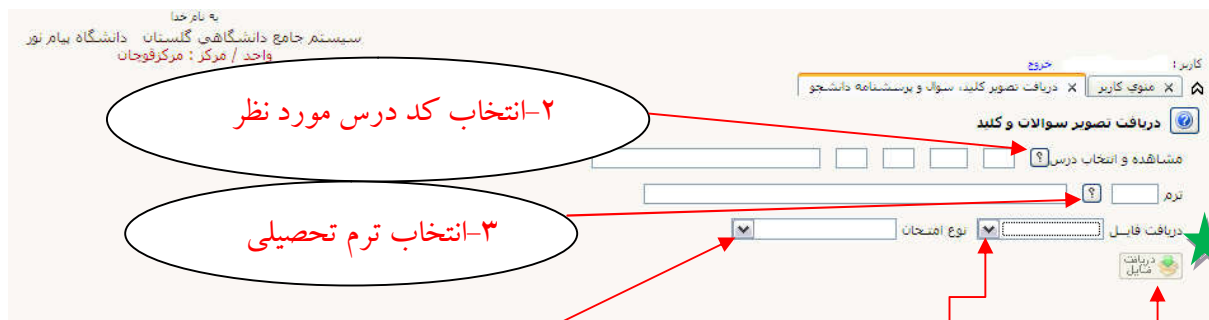 به نام خدا
سیستم جامع دانشگاهی گلستان   دانشگاه پیام نور
واحد / مرکز : مرکزقوچان
کاربر :   خروج
منوی کاربر X   دریافت تصویر کلید، سوال و پرسشنامه دانشجو X
دریافت تصویر سوالات و کلید
۲-انتخاب کد درس مورد نظر
مشاهده و انتخاب درس ؟
ترم ؟
۳-انتخاب ترم تحصیلی
دریافت فایل   نوع امتحان
دریافت
فایل